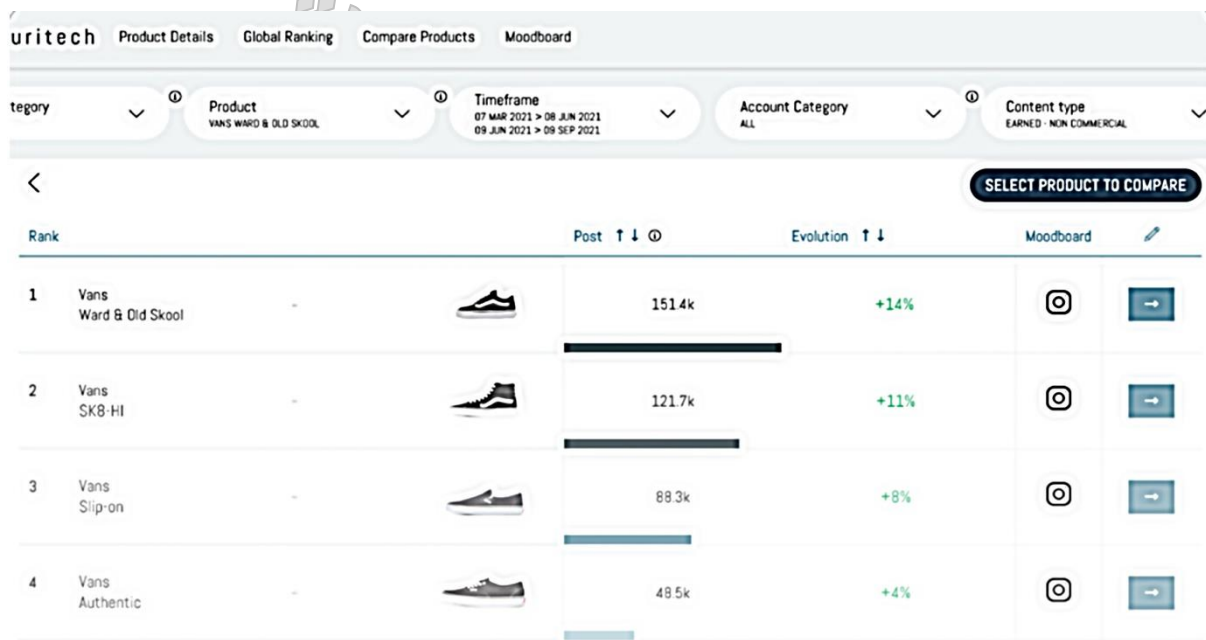 uritech Product Details Global Ranking Compare Products Moodboard
tegory
Product
VANS WARD & OLD SKOOL
Timeframe
07 MAR 2021 > 08 JUN 2021
09 JUN 2021 > 09 SEP 2021
Account Category
ALL
Content type
EARNED - NON COMMERCIAL
SELECT PRODUCT TO COMPARE
Rank Post Evolution Moodboard
1 Vans
Ward & Old Skool
151.4k +14%
2 Vans
SK8-HI
121.7k +11%
3 Vans
Slip-on
88.3k +8%
4 Vans
Authentic
48.5k +4%